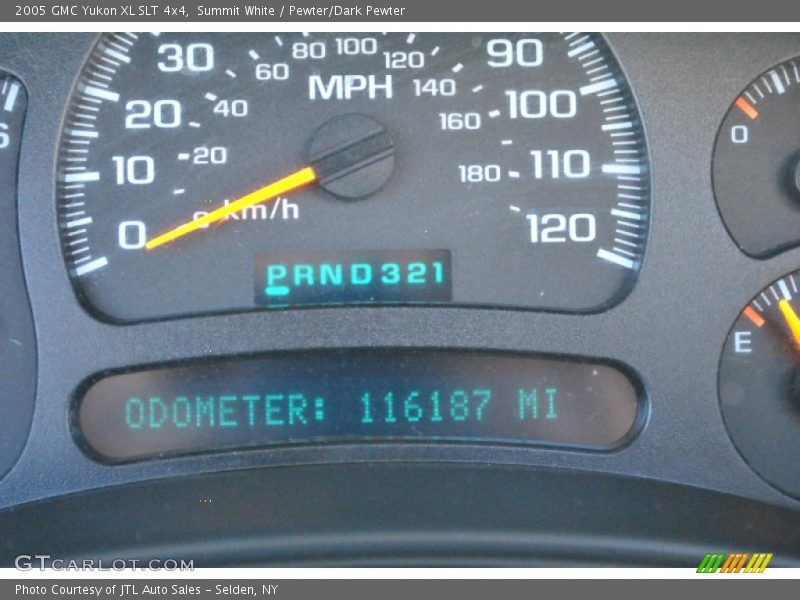 2005 GMC Yukon XL SLT 4x4,  Summit White / Pewter/Dark Pewter
30 80 100 120 90
60
MPH 140
20 40 100
160
10 20 180 110
0 0 km/h 120
PRND321
0
E
ODOMETER: 116187 MI
GTCARLOT.COM
Photo Courtesy of JTL Auto Sales – Selden, NY